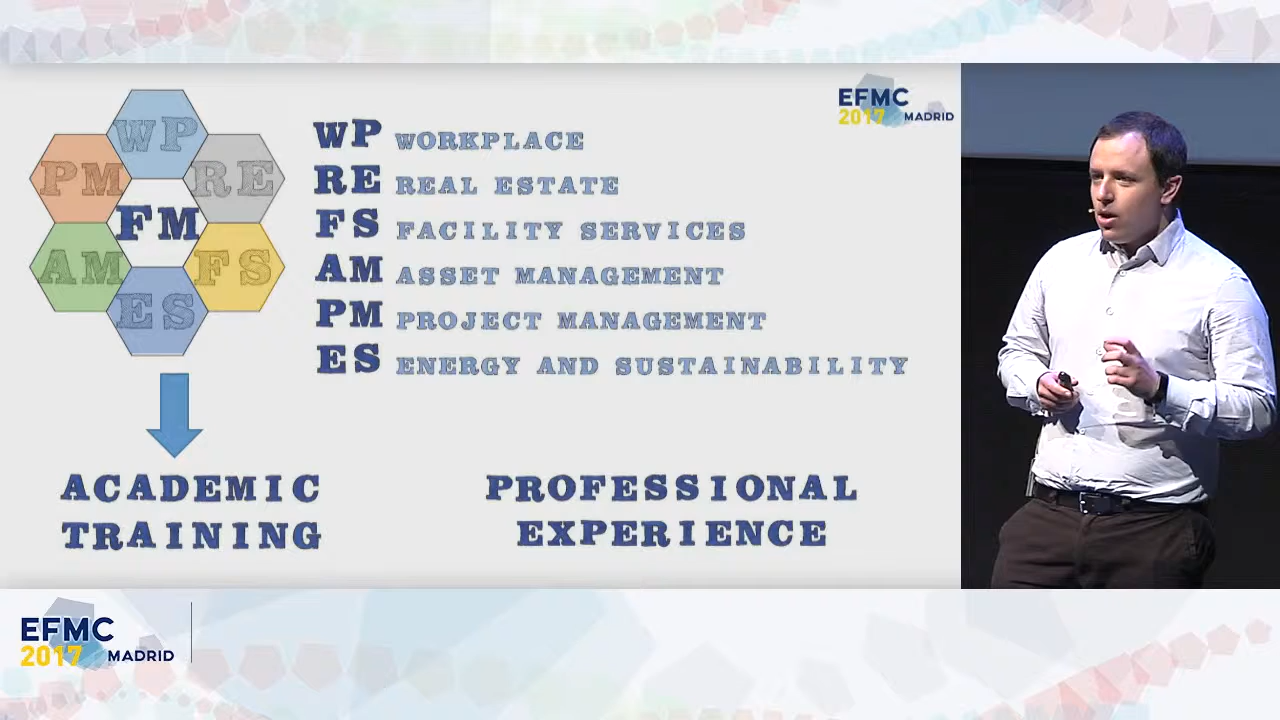 WP
PM
RE
FM
AM
FS
ES
WP WORKPLACE
RE REAL ESTATE
FS FACILITY SERVICES
AM ASSET MANAGEMENT
PM PROJECT MANAGEMENT
ES ENERGY AND SUSTAINABILITY
ACADEMIC
TRAINING
PROFESSIONAL
EXPERIENCE
EFMC
2017 MADRID
EFMC
2017 MADRID